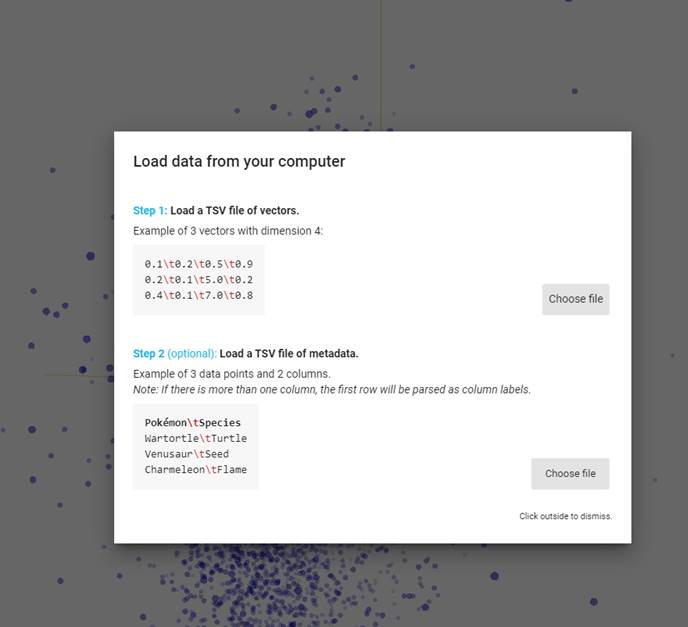 Load data from your computer
Step 1: Load a TSV file of vectors.
Example of 3 vectors with dimension 4:
0.1\t0.2\t0.5\t0.9
0.2\t0.1\t5.0\t0.2
0.4\t0.1\t7.0\t0.8
Choose file
Step 2 (optional): Load a TSV file of metadata.
Example of 3 data points and 2 columns.
Note: If there is more than one column, the first row will be parsed as column labels.
Pokémon\tSpecies
Wartortle\tTurtle
Venusaur\tSeed
Charmeleon\tFlame
Choose file
Click outside to dismiss.